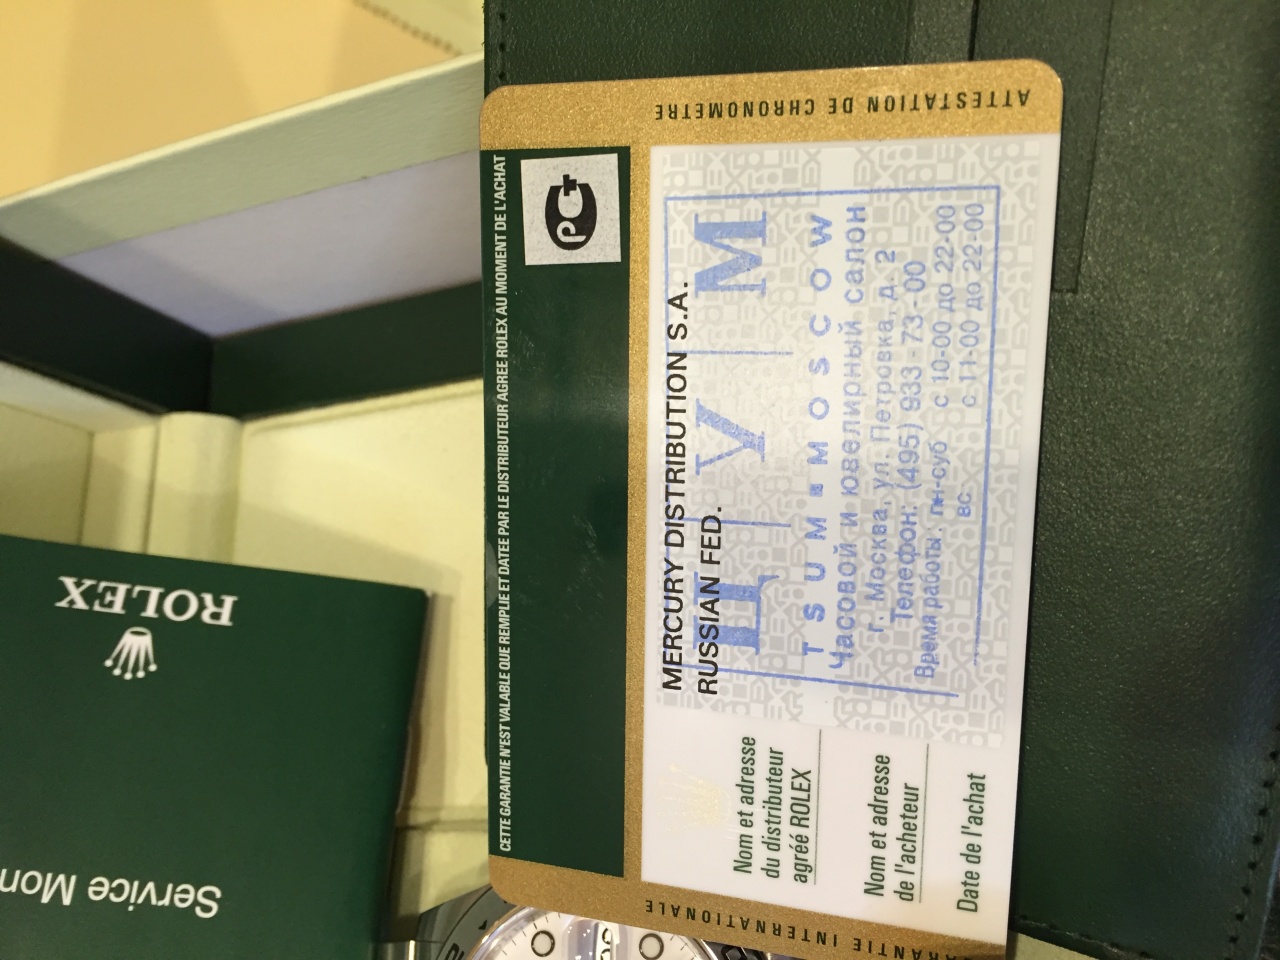 ATTESTATION DE CHRONOMETRE
CETTE GARANTIE N'EST VALABLE QUE REMPLIE ET DATEE PAR LE DISTRIBUTEUR AGREE ROLEX AU MOMENT DE L'ACHAT
PCT
MERCURY DISTRIBUTION S.A.
RUSSIAN FED.
ЦУМ
TSUM MOSCOW
Часовой и ювелирный салон
г. Москва, ул. Петровка, д. 2
Телефон: (495) 933-73-00
Время работы: пн-суб с 10-00 до 22-00
вс с 11-00 до 22-00
Nom et adresse
du distributeur
agréé ROLEX
Nom et adresse
de l'acheteur
Date de l'achat
GARANTIE INTERNATIONALE
ROLEX
Service Mon